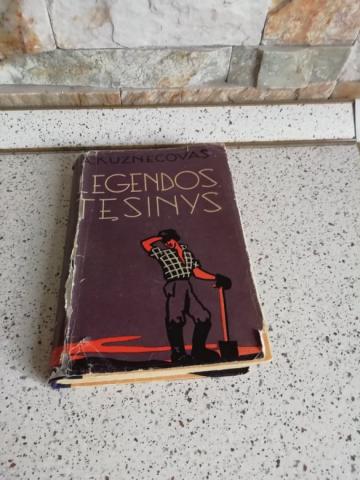 A. KUZNECOVAS
LEGENDOS
TĘSINYS